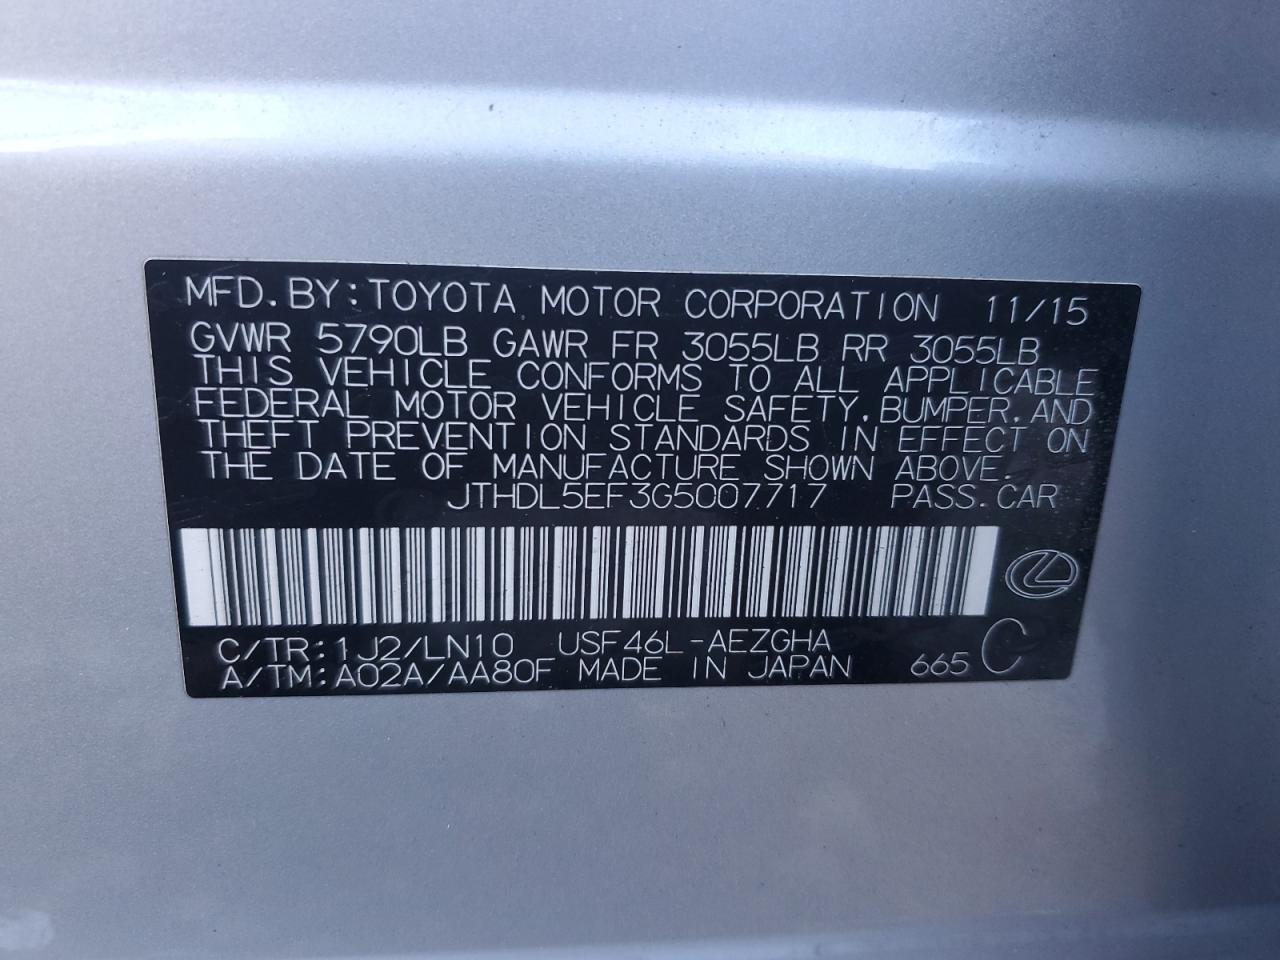 MFD. BY: TOYOTA MOTOR CORPORATION 11/15
GVWR 5790LB GAWR FR 3055LB RR 3055LB
THIS VEHICLE CONFORMS TO ALL APPLICABLE
FEDERAL MOTOR VEHICLE SAFETY, BUMPER, AND
THEFT PREVENTION STANDARDS IN EFFECT ON
THE DATE OF MANUFACTURE SHOWN ABOVE.
JTHDL5EF3G5007717 PASS. CAR
C/TR: 1J2/LN10 USF46L-AEZGHA
A/TM: A02A/AA80F MADE IN JAPAN 665 C